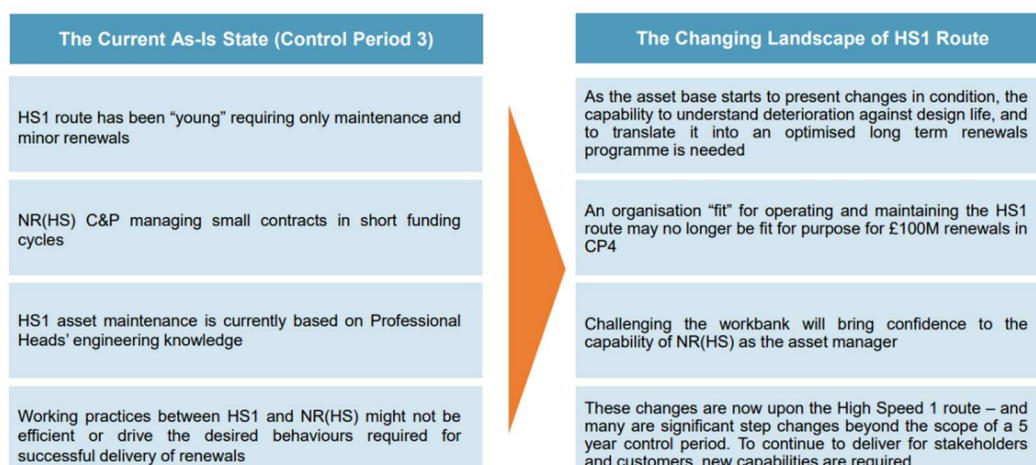 The Current As-Is State (Control Period 3)
HS1 route has been “young” requiring only maintenance and
minor renewals
NR(HS) C&P managing small contracts in short funding
cycles
HS1 asset maintenance is currently based on Professional
Heads’ engineering knowledge
Working practices between HS1 and NR(HS) might not be
efficient or drive the desired behaviours required for
successful delivery of renewals
The Changing Landscape of HS1 Route
As the asset base starts to present changes in condition, the
capability to understand deterioration against design life, and
to translate it into an optimised long term renewals
programme is needed
An organisation “fit” for operating and maintaining the HS1
route may no longer be fit for purpose for £100M renewals in
CP4
Challenging the workbank will bring confidence to the
capability of NR(HS) as the asset manager
These changes are now upon the High Speed 1 route – and
many are significant step changes beyond the scope of a 5
year control period. To continue to deliver for stakeholders
and customers, new capabilities are required